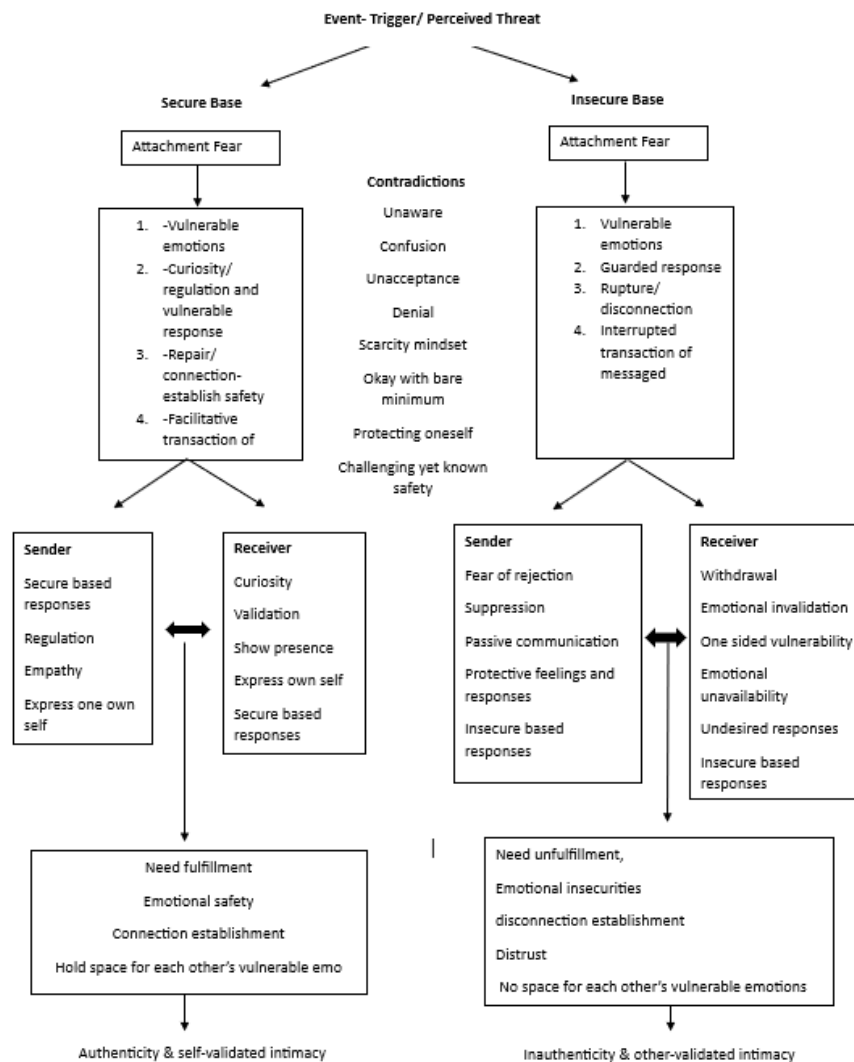 Event- Trigger/ Perceived Threat
Secure Base
Attachment Fear
1. -Vulnerable
emotions
2. -Curiosity/
regulation and
vulnerable
response
3. -Repair/
connection-
establish safety
4. -Facilitative
transaction of
Contradictions
Unaware
Confusion
Unacceptance
Denial
Scarcity mindset
Okay with bare
minimum
Protecting oneself
Challenging yet known
safety
Insecure Base
Attachment Fear
1. Vulnerable
emotions
2. Guarded response
3. Rupture/
disconnection
4. Interrupted
transaction of
messaged
Sender
Secure based
responses
Regulation
Empathy
Express one own
self
Receiver
Curiosity
Validation
Show presence
Express own self
Secure based
responses
Sender
Fear of rejection
Suppression
Passive communication
Protective feelings and
responses
Insecure based
responses
Receiver
Withdrawal
Emotional invalidation
One sided vulnerability
Emotional
unavailability
Undesired responses
Insecure based
responses
Need fulfillment
Emotional safety
Connection establishment
Hold space for each other's vulnerable emo
Need unfulfillment,
Emotional insecurities
disconnection establishment
Distrust
No space for each other's vulnerable emotions
Authenticity & self-validated intimacy
Inauthenticity & other-validated intimacy